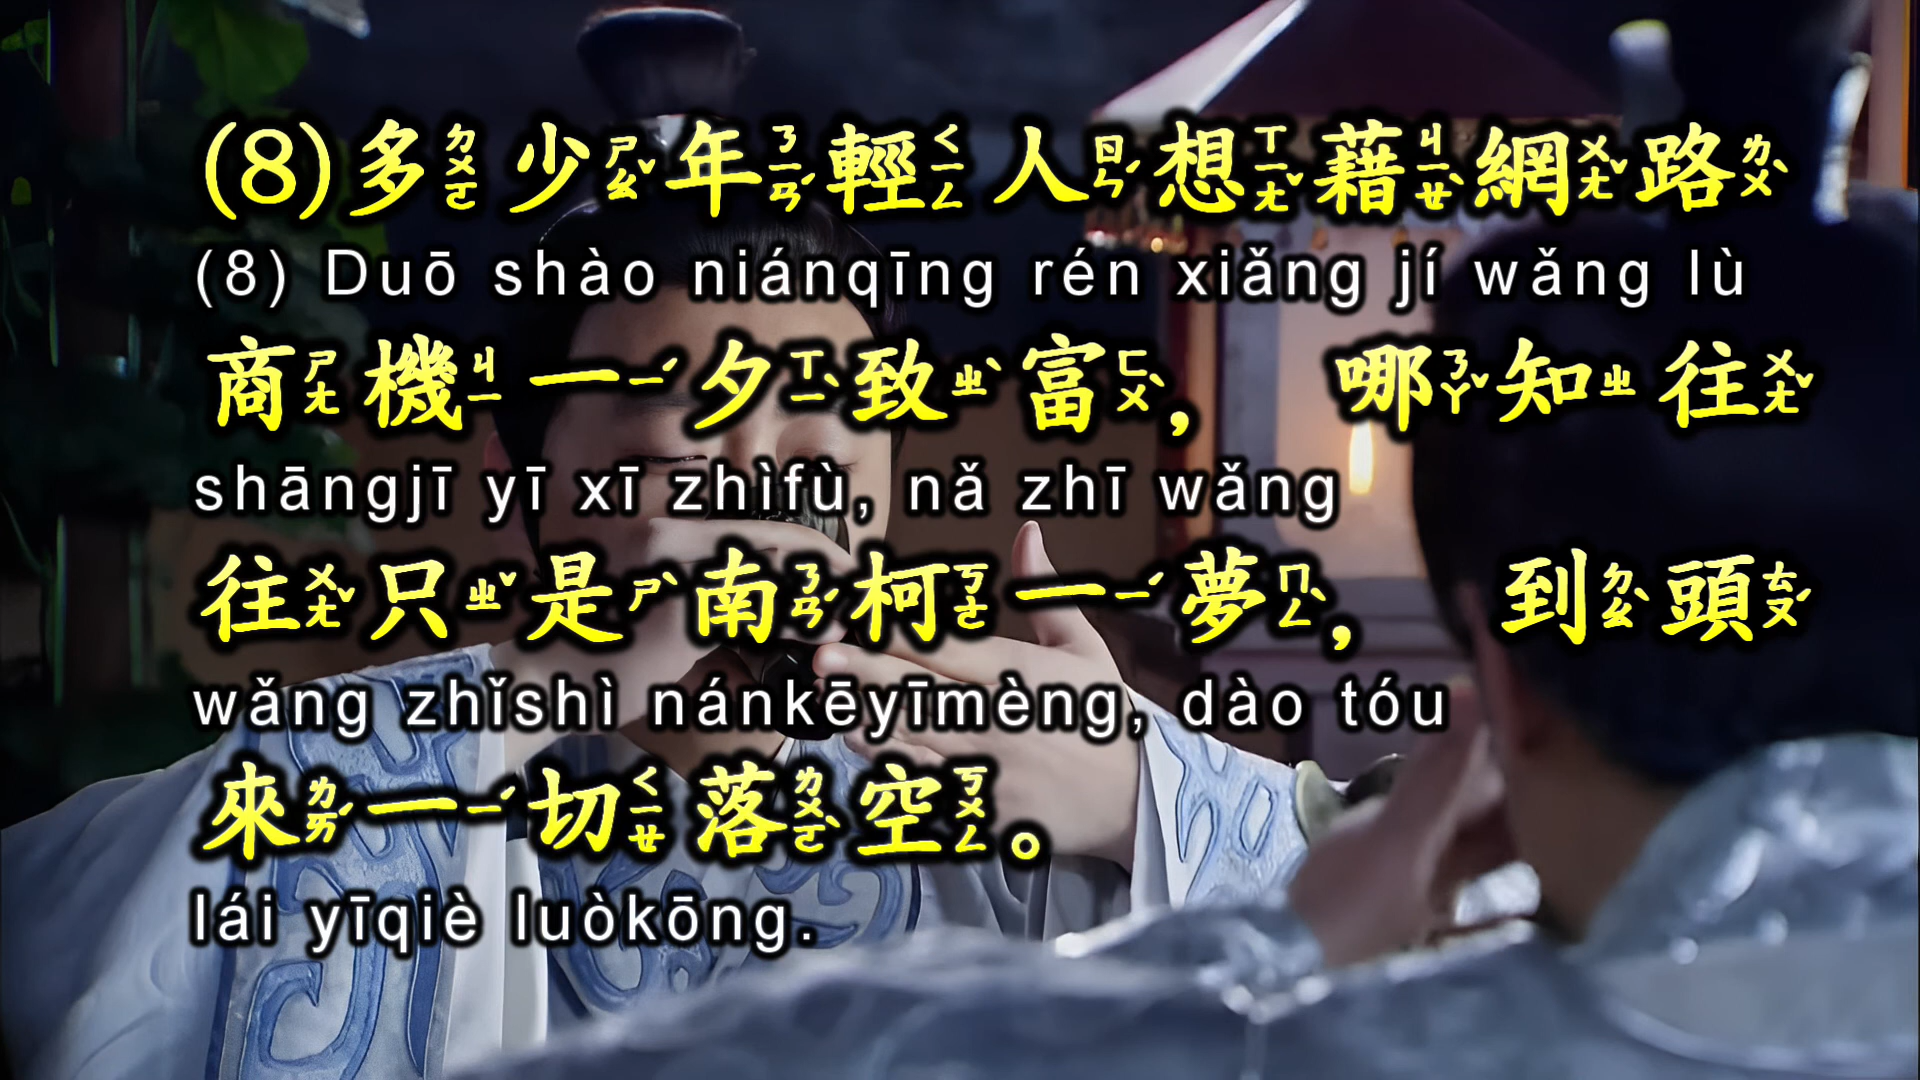 (8)多少年輕人想藉網路
(8) Duō shào niánqīng rén xiǎng jí wǎng lù
商機一夕致富，哪知往
shāngjī yī xī zhìfù, nǎ zhī wǎng
往只是南柯一夢，到頭
wǎng zhǐshì nánkēyīmèng, dào tóu
來一切落空。
lái yīqiè luòkōng.